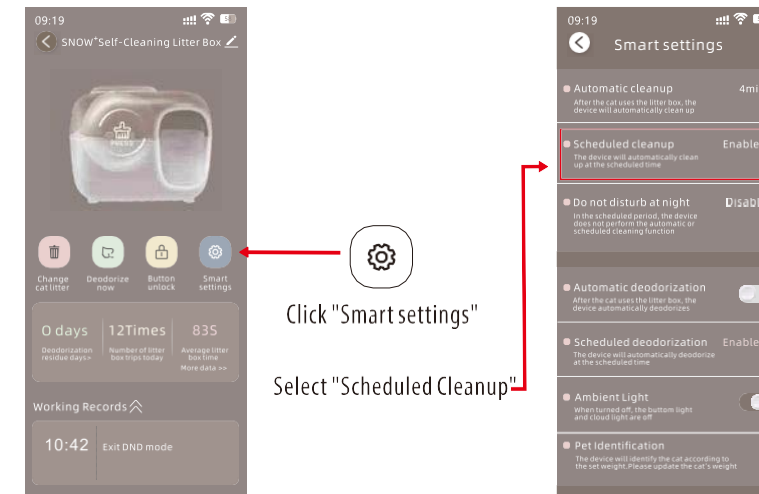 09:19
SNOW⁺Self-Cleaning Litter Box
PRESS
Change
cat litter
Deodorize
now
Button
unlock
Smart
settings
0 days
Deodorization
residue days>
12Times
Number of litter
box trips today
83S
Average litter
box time
More data >>
Working Records
10:42
Exit DND mode
Click "Smart settings"
Select "Scheduled Cleanup"
09:19
Smart settings
Automatic cleanup
4mi
After the cat uses the litter box, the
device will automatically clean up
Scheduled cleanup
Enable
The device will automatically clean
up at the scheduled time
Do not disturb at night
Disabl
In the scheduled period, the device
does not perform the automatic or
scheduled cleaning function
Automatic deodorization
After the cat uses the litter box, the
device automatically deodorizes
Scheduled deodorization
Enable
The device will automatically deodorize
at the scheduled time
Ambient Light
When turned off, the buttom light
and cloud light are off
Pet Identification
The device will identify the cat according to
the set weight.Please update the cat's weight